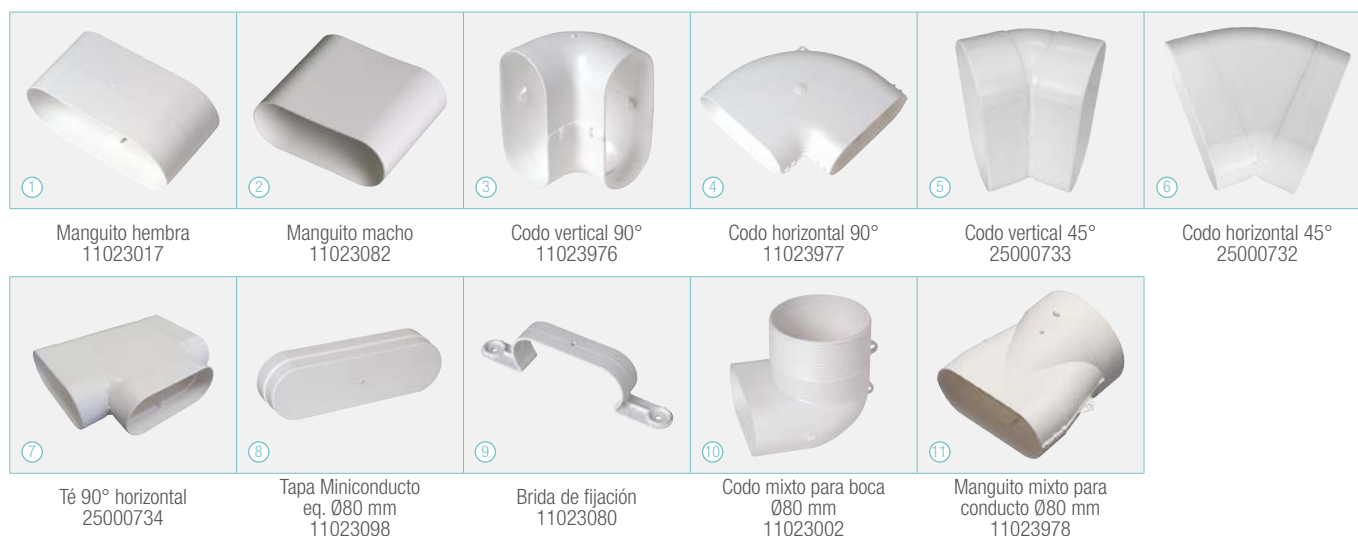 1
2
3
4
5
6
Manguito hembra
11023017
Manguito macho
11023082
Codo vertical 90°
11023976
Codo horizontal 90°
11023977
Codo vertical 45°
25000733
Codo horizontal 45°
25000732
7
8
9
10
11
Té 90° horizontal
25000734
Tapa Miniconducto
eq. Ø80 mm
11023098
Brida de fijación
11023080
Codo mixto para boca
Ø80 mm
11023002
Manguito mixto para
conducto Ø80 mm
11023978